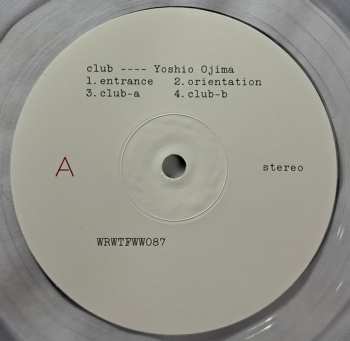 club ---- Yoshio Ojima
1.entrance 2.orientation
3.club-a 4.club-b
A
stereo
WRWTFWW087